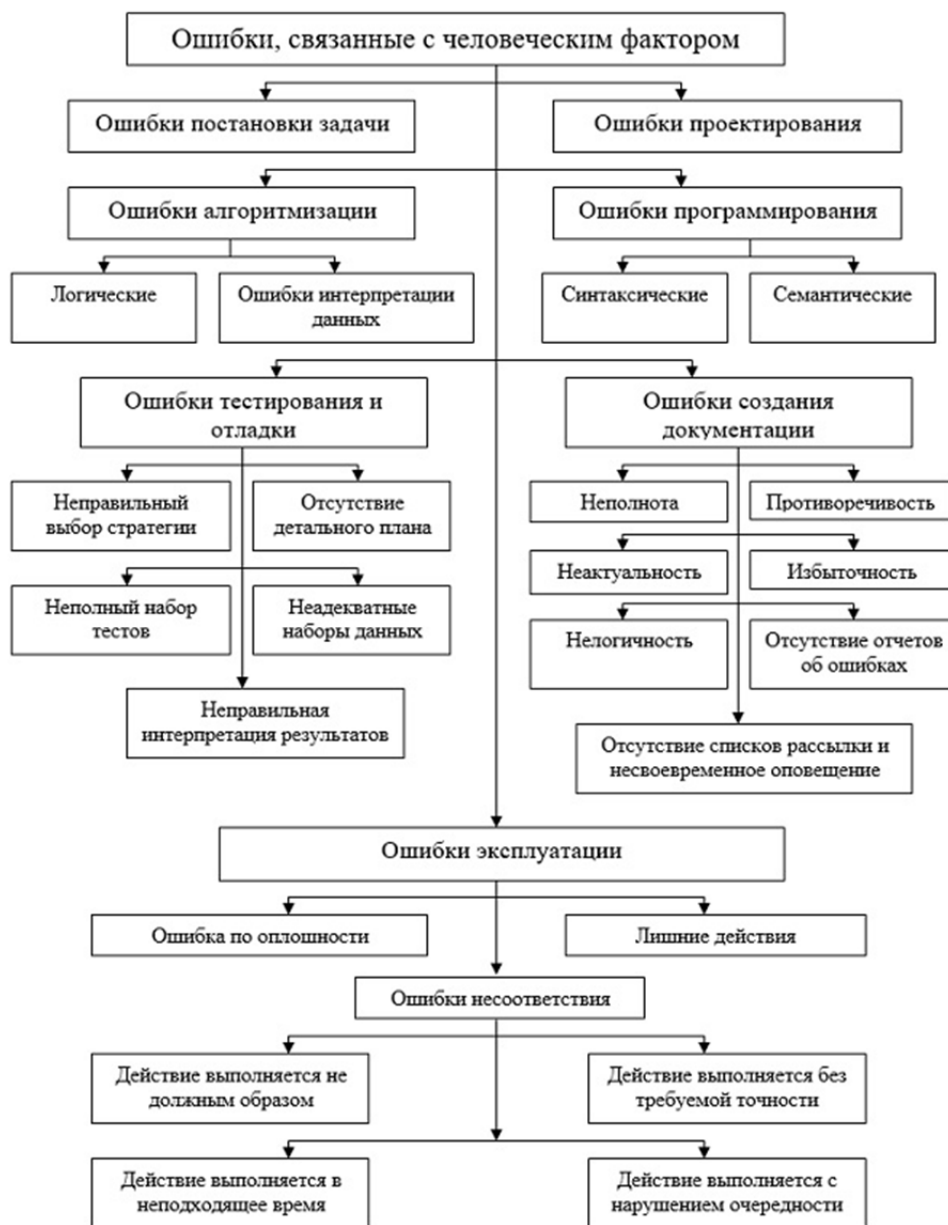 Ошибки, связанные с человеческим фактором
Ошибки постановки задачи
Ошибки проектирования
Ошибки алгоритмизации
Ошибки программирования
Логические
Ошибки интерпретации
данных
Синтаксические
Семантические
Ошибки тестирования и
отладки
Ошибки создания
документации
Неправильный
выбор стратегии
Отсутствие
детального плана
Неполнота
Противоречивость
Неактуальность
Избыточность
Неполный набор
тестов
Неадекватные
наборы данных
Нелогичность
Отсутствие отчетов
об ошибках
Неправильная
интерпретация результатов
Отсутствие списков рассылки и
несвоевременное оповещение
Ошибки эксплуатации
Ошибка по оплошности
Лишние действия
Ошибки несоответствия
Действие выполняется не
должным образом
Действие выполняется без
требуемой точности
Действие выполняется в
неподходящее время
Действие выполняется с
нарушением очередности